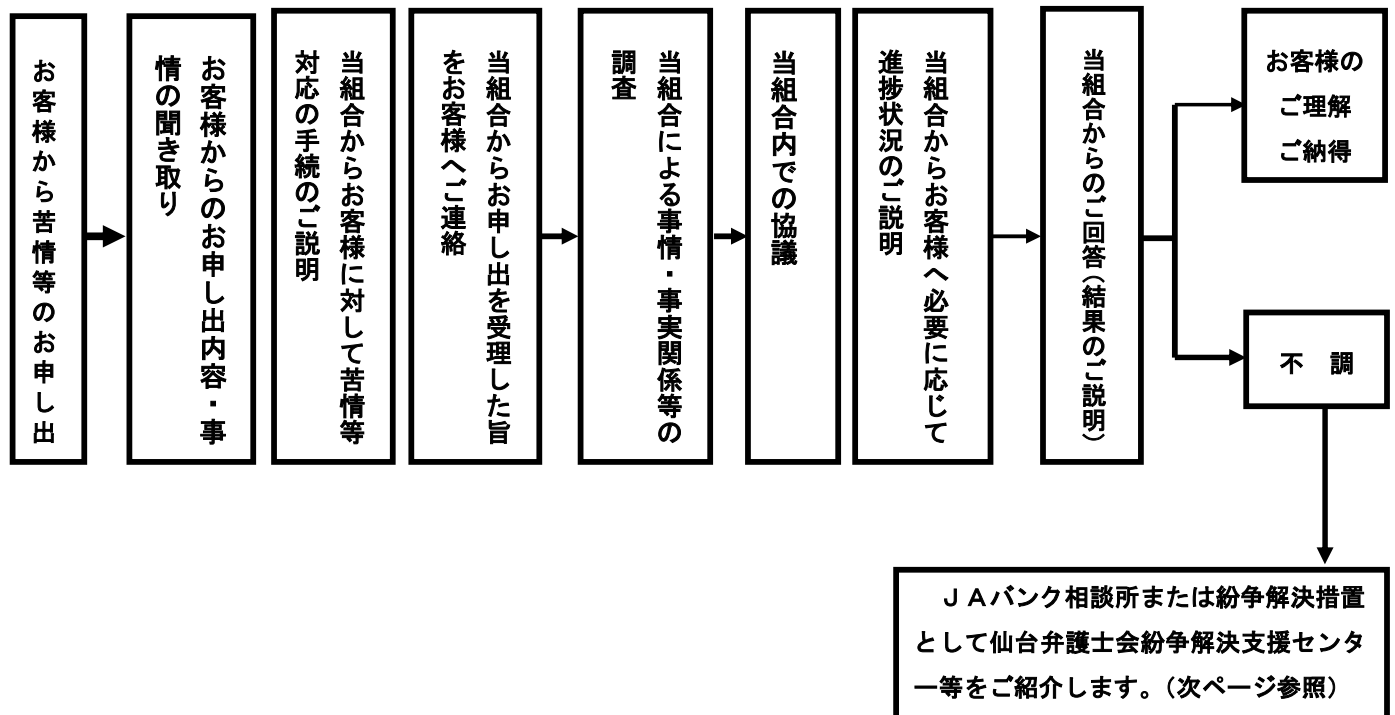 お客様から苦情等のお申し出
お客様からのお申し出内容・事
情の聞き取り
当組合からお客様に対して苦情等
対応の手続のご説明
当組合からお申し出を受理した旨
をお客様へご連絡
当組合による事情・事実関係等の
調査
当組合内での協議
当組合からお客様へ必要に応じて
進捗状況のご説明
当組合からのご回答(結果のご説明)
お客様の
ご理解
ご納得
不 調
JAバンク相談所または紛争解決措置
として仙台弁護士会紛争解決支援センタ
ー等をご紹介します。(次ページ参照)